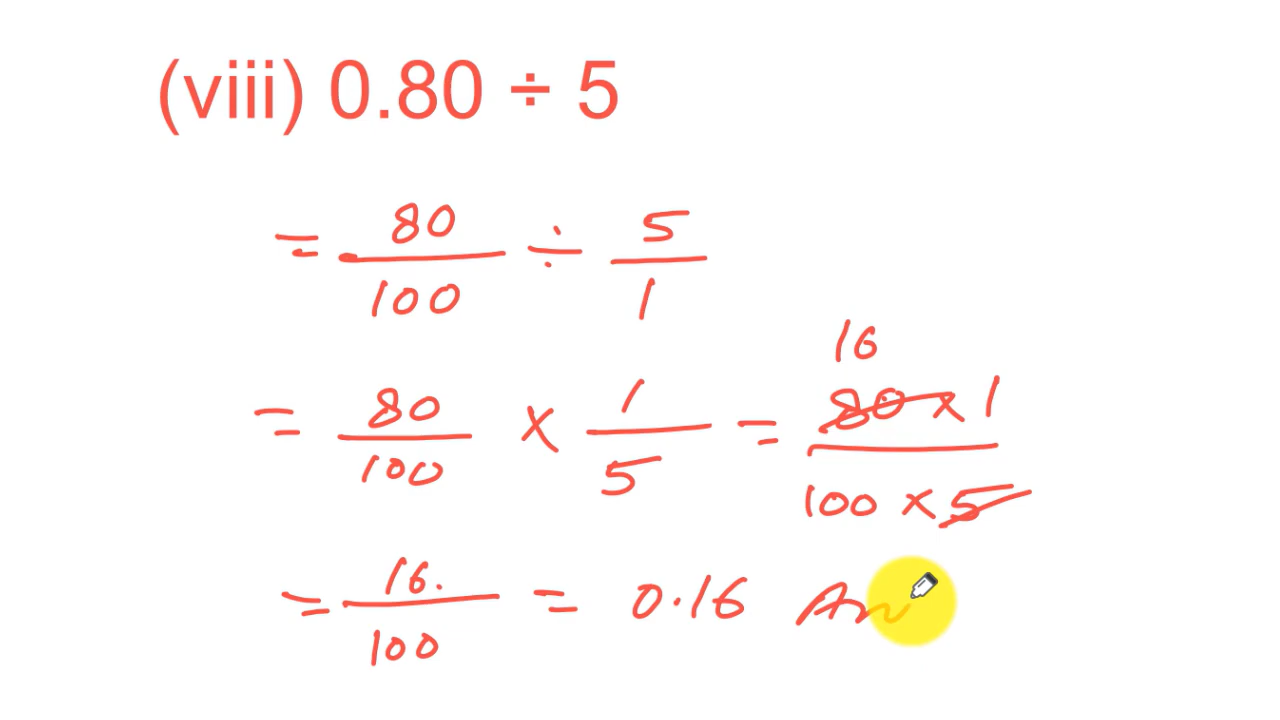 (viii) 0.80 ÷ 5
= 80/100 ÷ 5/1
16
= 80/100 × 1/5 = 80 × 1/100 × 5
= 16./100 = 0.16 An